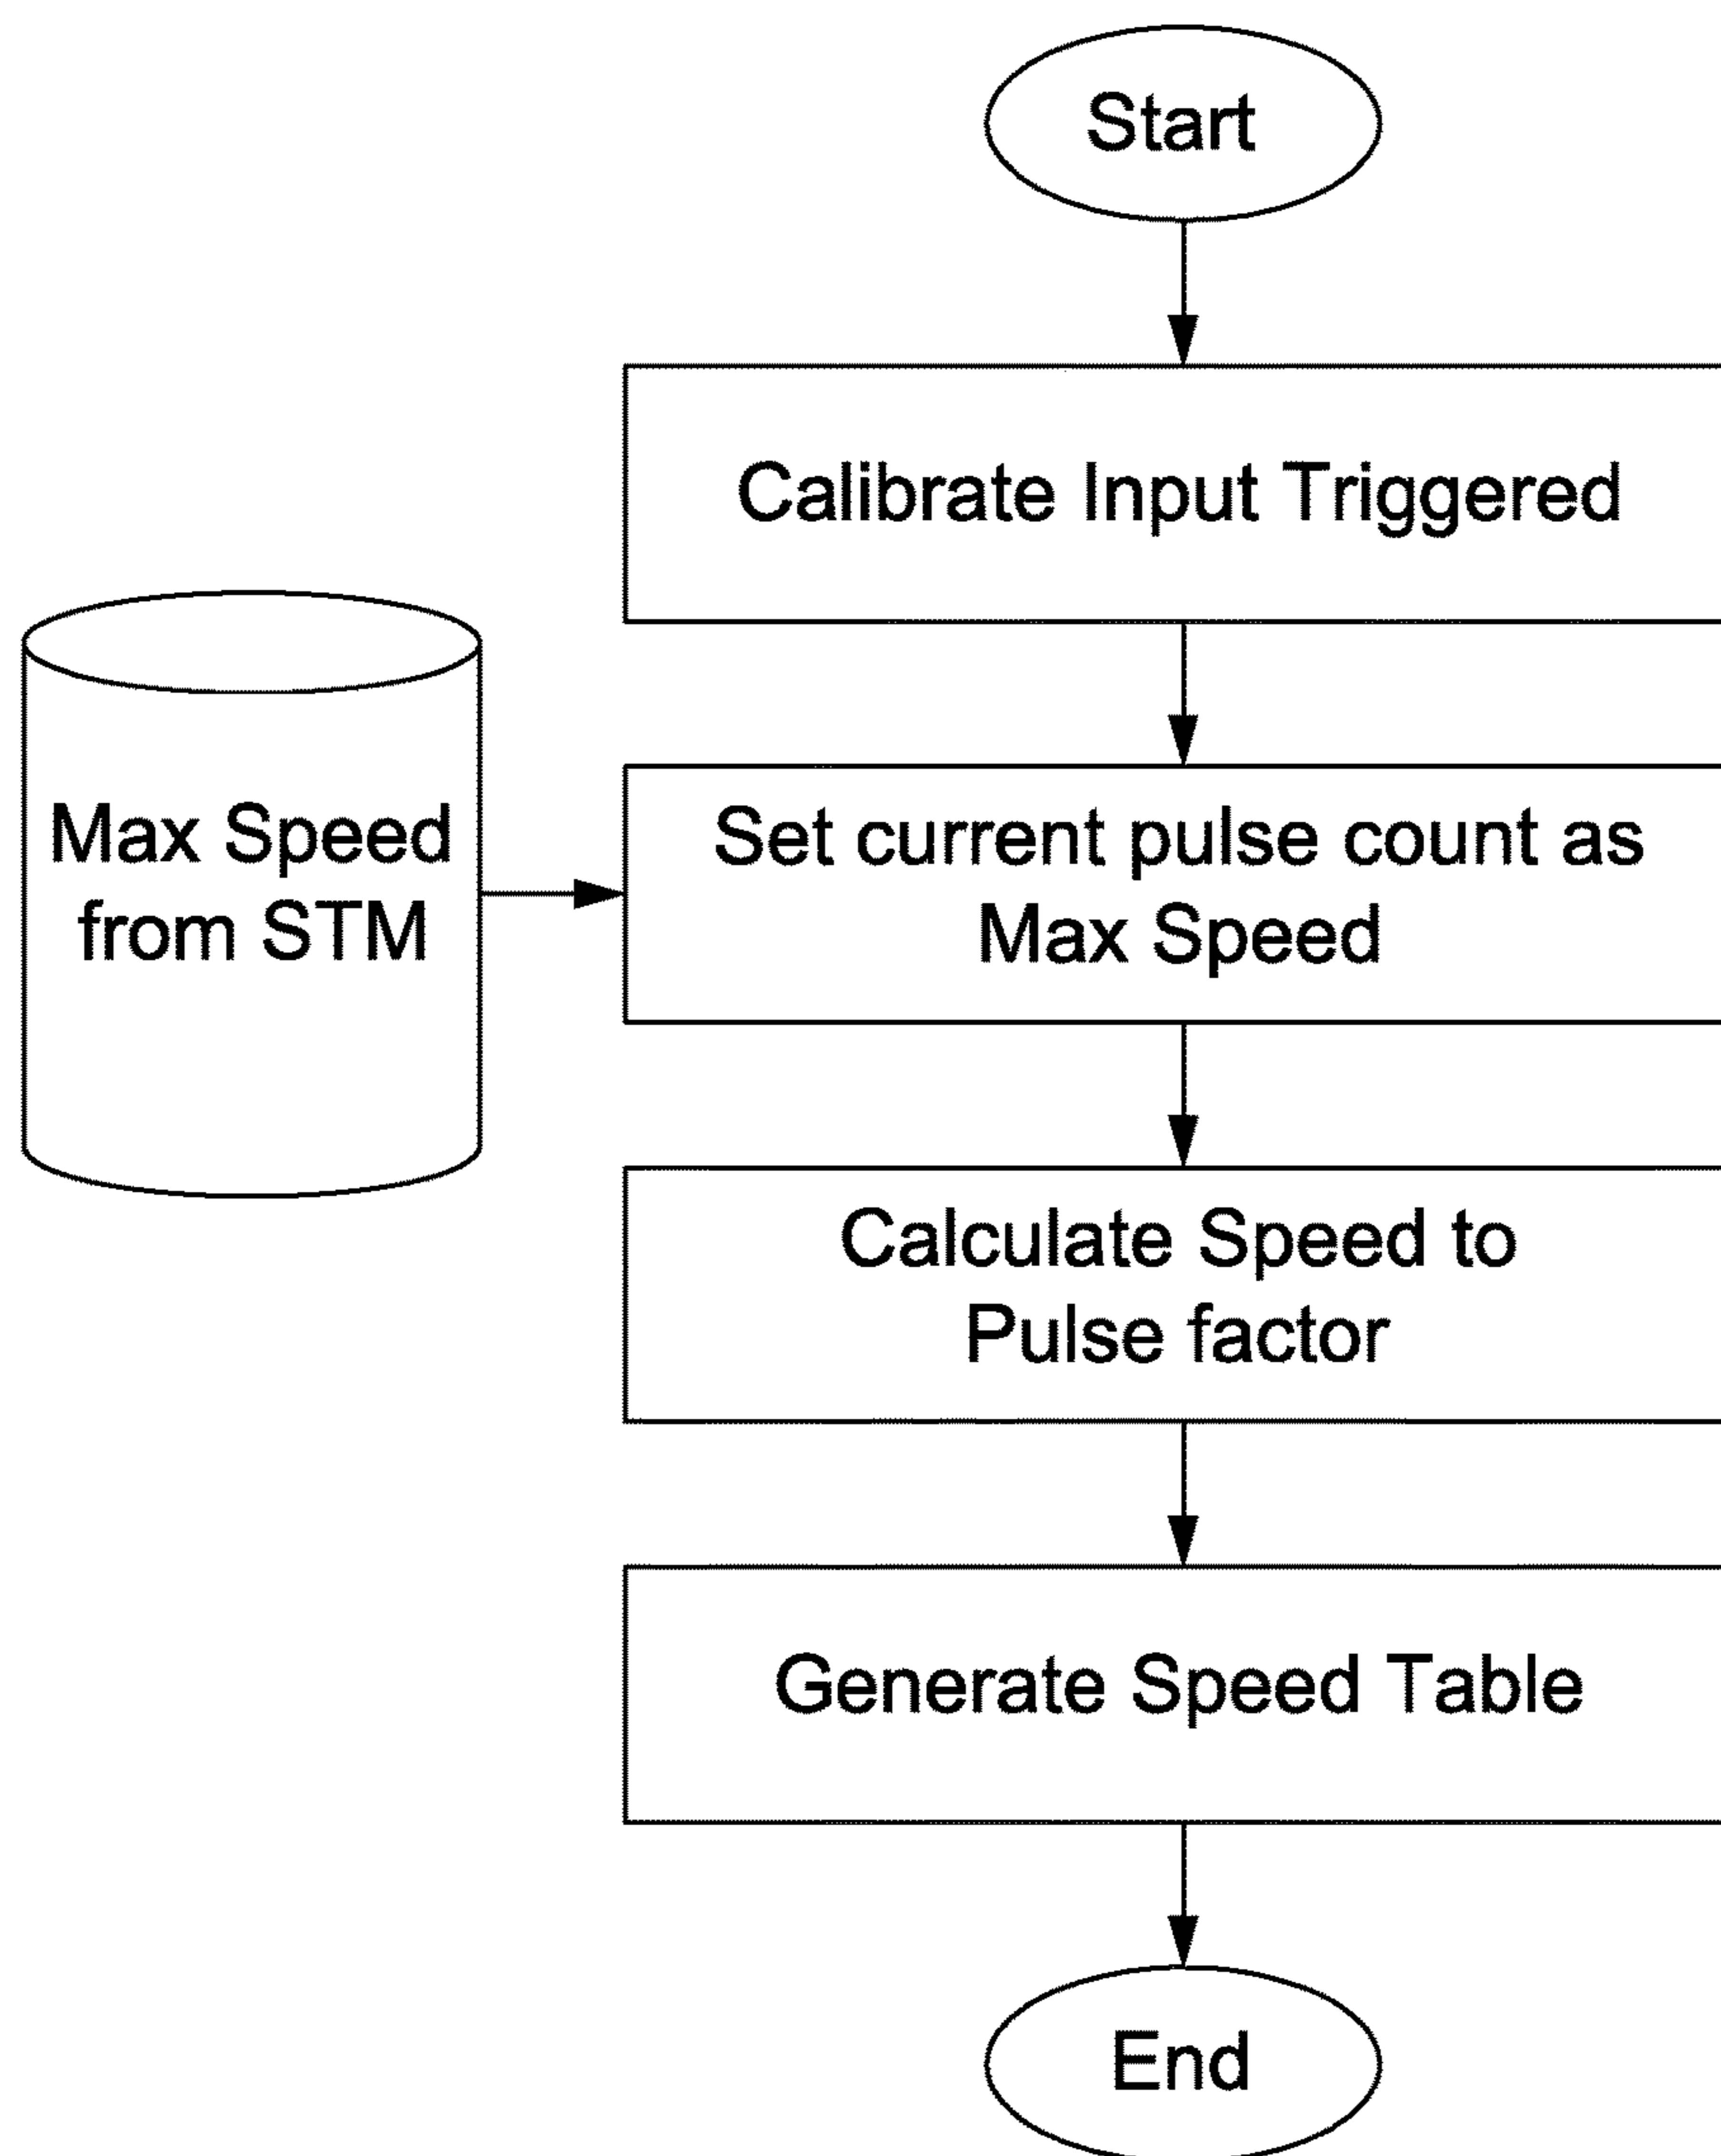 Start
Calibrate Input Triggered
Max Speed
from STM
Set current pulse count as
Max Speed
Calculate Speed to
Pulse factor
Generate Speed Table
End